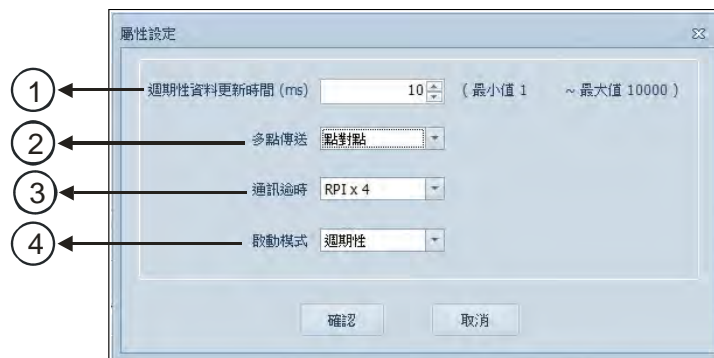 屬性設定
① 週期性資料更新時間 (ms) 10 (最小值 1 ~ 最大值 10000)
② 多點傳送 點對點
③ 通訊逾時 RPI x 4
④ 啟動模式 週期性
確認 取消